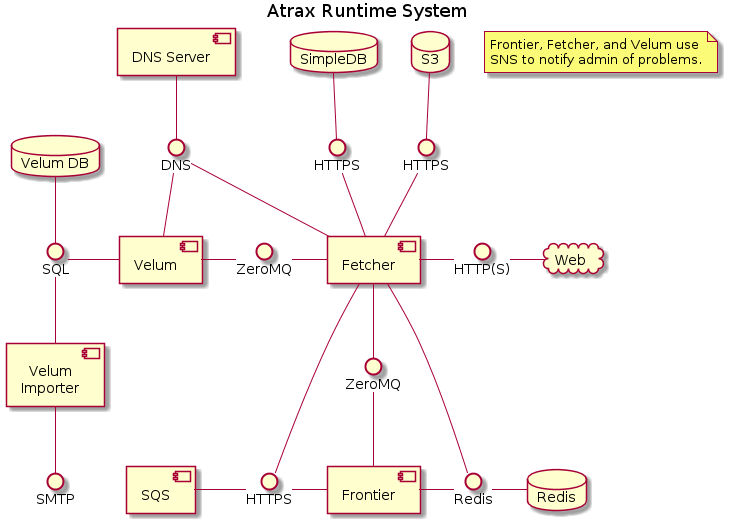 Atrax Runtime System
DNS Server
SimpleDB
S3
Frontier, Fetcher, and Velum use
SNS to notify admin of problems.
Velum DB
DNS
HTTPS
HTTPS
SQL
Velum
ZeroMQ
Fetcher
HTTP(S)
Web
Velum
Importer
ZeroMQ
SMTP
SQS
HTTPS
Frontier
Redis
Redis